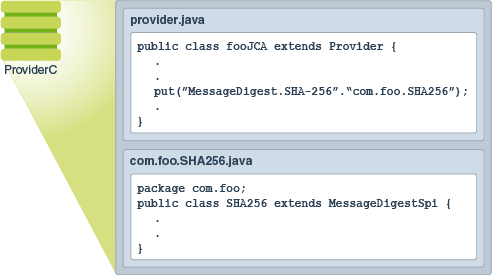 ProviderC
provider.java
public class fooJCA extends Provider {
.
.
put("MessageDigest.SHA-256"."com.foo.SHA256");
.
}
com.foo.SHA256.java
package com.foo;
public class SHA256 extends MessageDigestSpi {
.
.
}